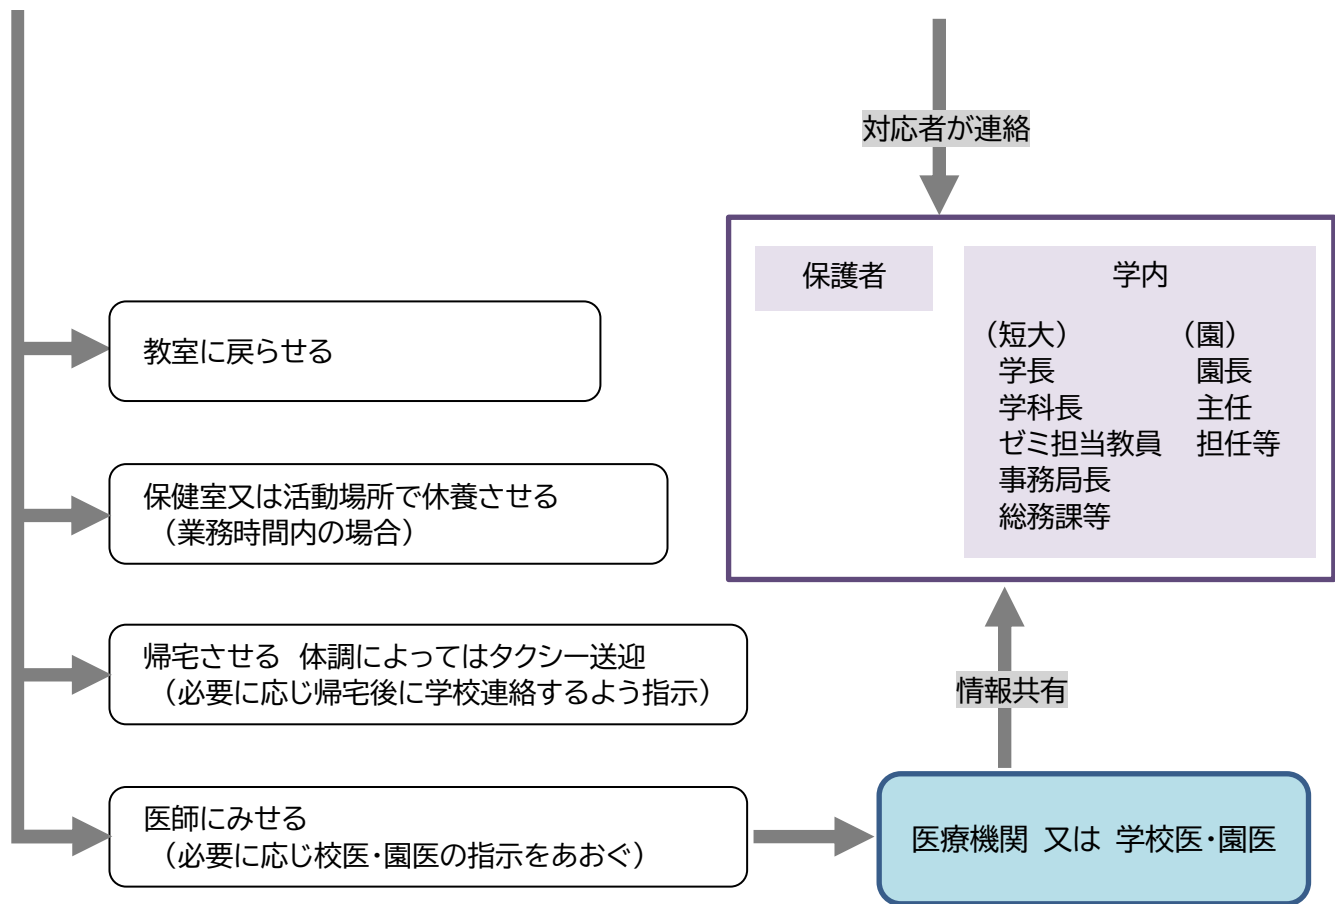 対応者が連絡
保護者
学内
（短大）
学長
学科長
ゼミ担当教員
事務局長
総務課等
（園）
園長
主任
担任等
教室に戻らせる
保健室又は活動場所で休養させる
（業務時間内の場合）
帰宅させる 体調によってはタクシー送迎
（必要に応じ帰宅後に学校連絡するよう指示）
情報共有
医師にみせる
（必要に応じ校医・園医の指示をあおぐ）
医療機関 又は 学校医・園医